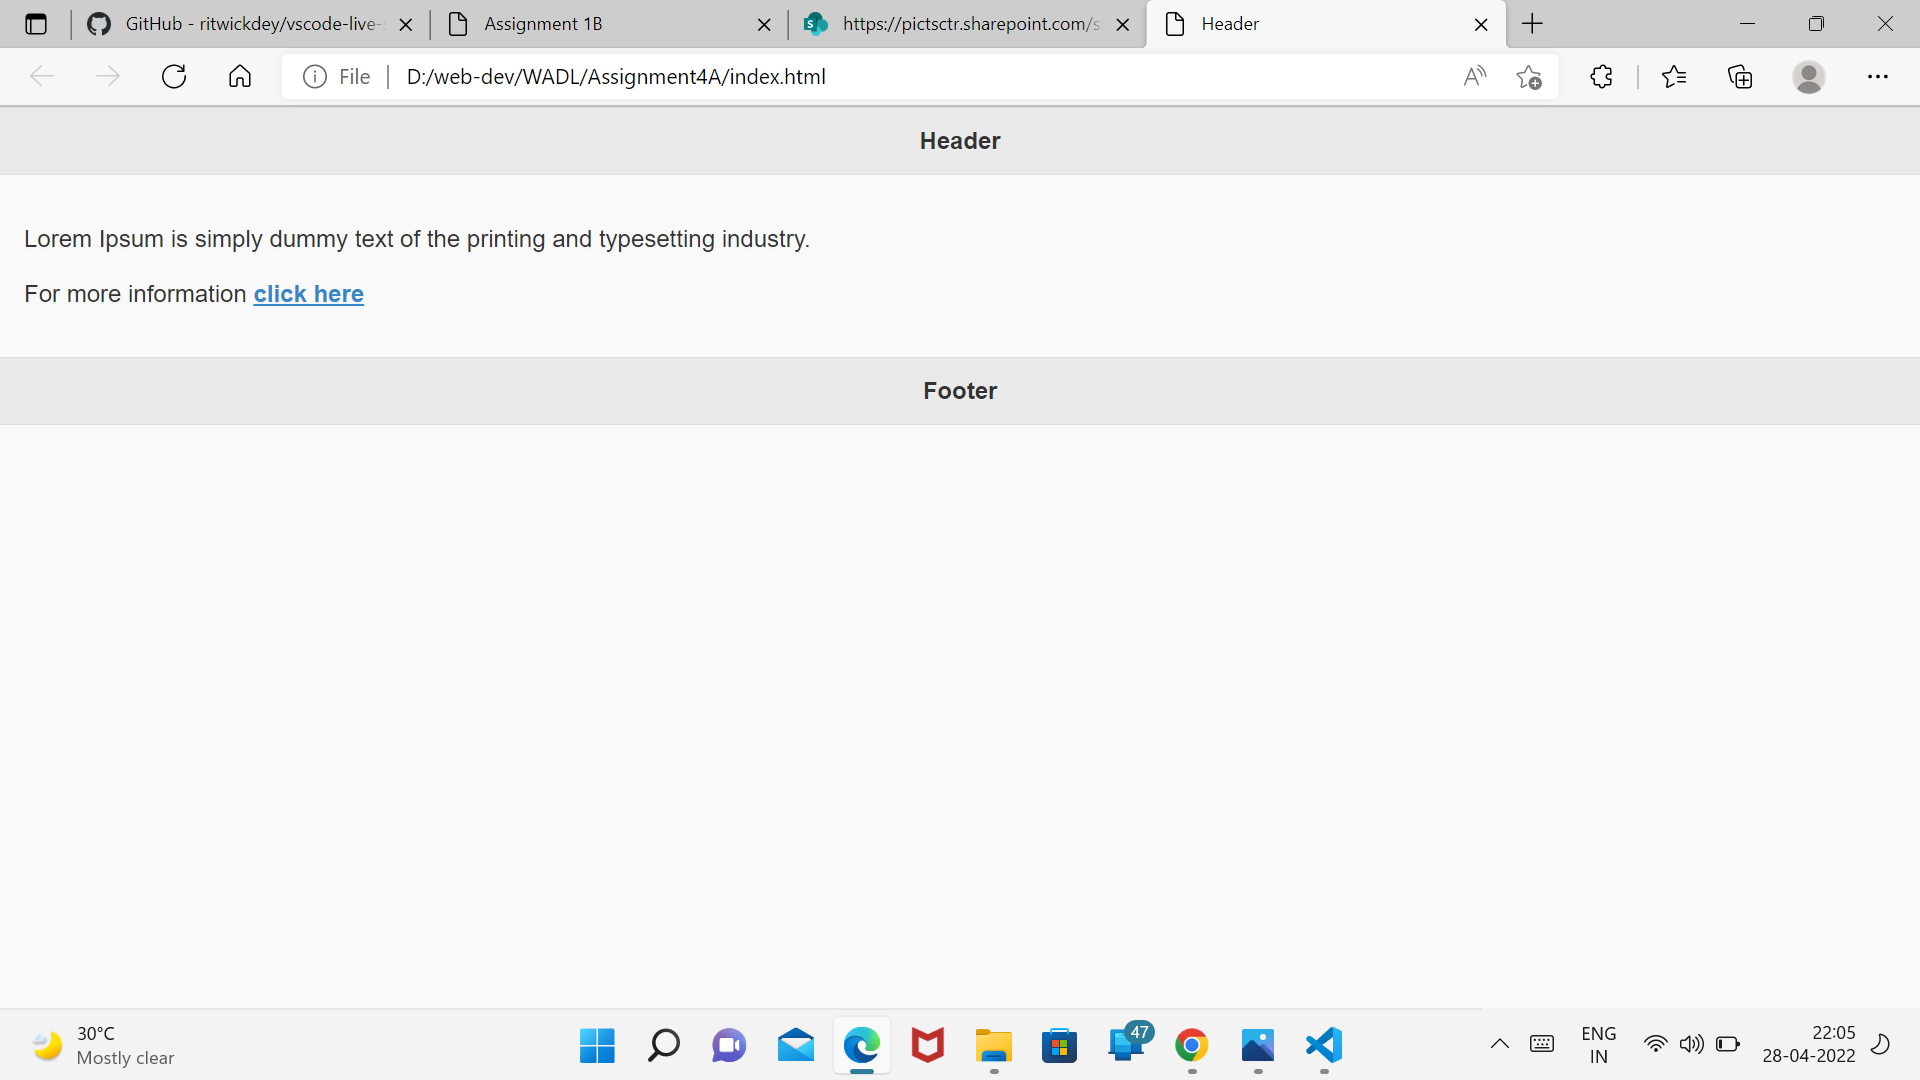 GitHub - ritwickdey/vscode-live-
Assignment 1B
https://pictsctr.sharepoint.com/s
Header
File
D:/web-dev/WADL/Assignment4A/index.html
Header
Lorem Ipsum is simply dummy text of the printing and typesetting industry.
For more information click here
Footer
30°C
Mostly clear
47
ENG
IN
22:05
28-04-2022